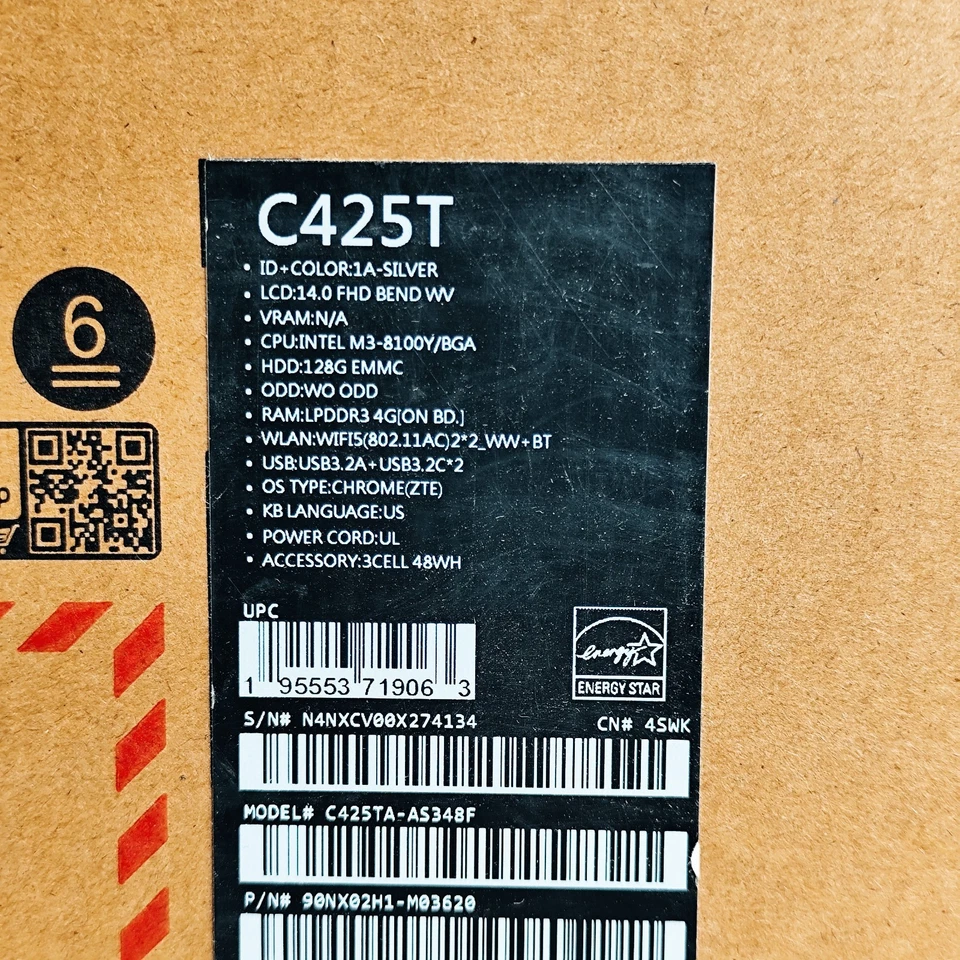 C425T
• ID+COLOR:1A-SILVER
• LCD:14.0 FHD BEND WV
• VRAM:N/A
• CPU:INTEL M3-8100Y/BGA
• HDD:128G EMMC
• ODD:WO ODD
• RAM:LPDDR3 4G[ON BD.]
• WLAN:WIFI5(802.11AC)2*2_WW+BT
• USB:USB3.2A+USB3.2C*2
• OS TYPE:CHROME(ZTE)
• KB LANGUAGE:US
• POWER CORD:UL
• ACCESSORY:3CELL 48WH
6
UPC
1 95553 71906 3
energy
ENERGY STAR
S/N# N4NXCV00X274134 CN# 4SWK
MODEL# C425TA-AS348F
P/N# 90NX02H1-M03620